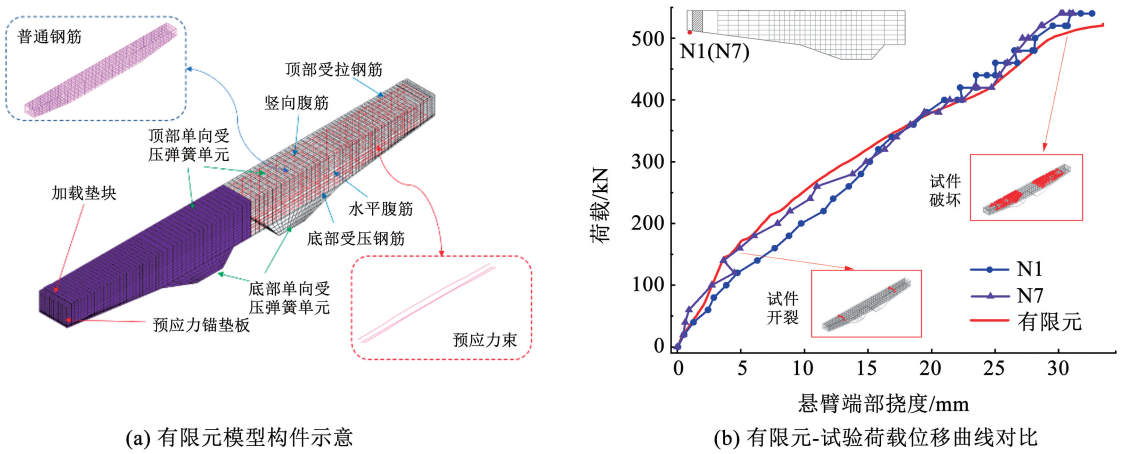 普通钢筋
顶部受拉钢筋
竖向腹筋
顶部单向受
压弹簧单元
加载垫块
水平腹筋
底部受压钢筋
底部单向受
压弹簧单元
预应力锚垫板
预应力束
(a) 有限元模型构件示意
N1(N7)
荷载/kN
500
400
300
200
100
0
试件
破坏
试件
开裂
N1
N7
有限元
0 5 10 15 20 25 30
悬臂端部挠度/mm
(b) 有限元-试验荷载位移曲线对比